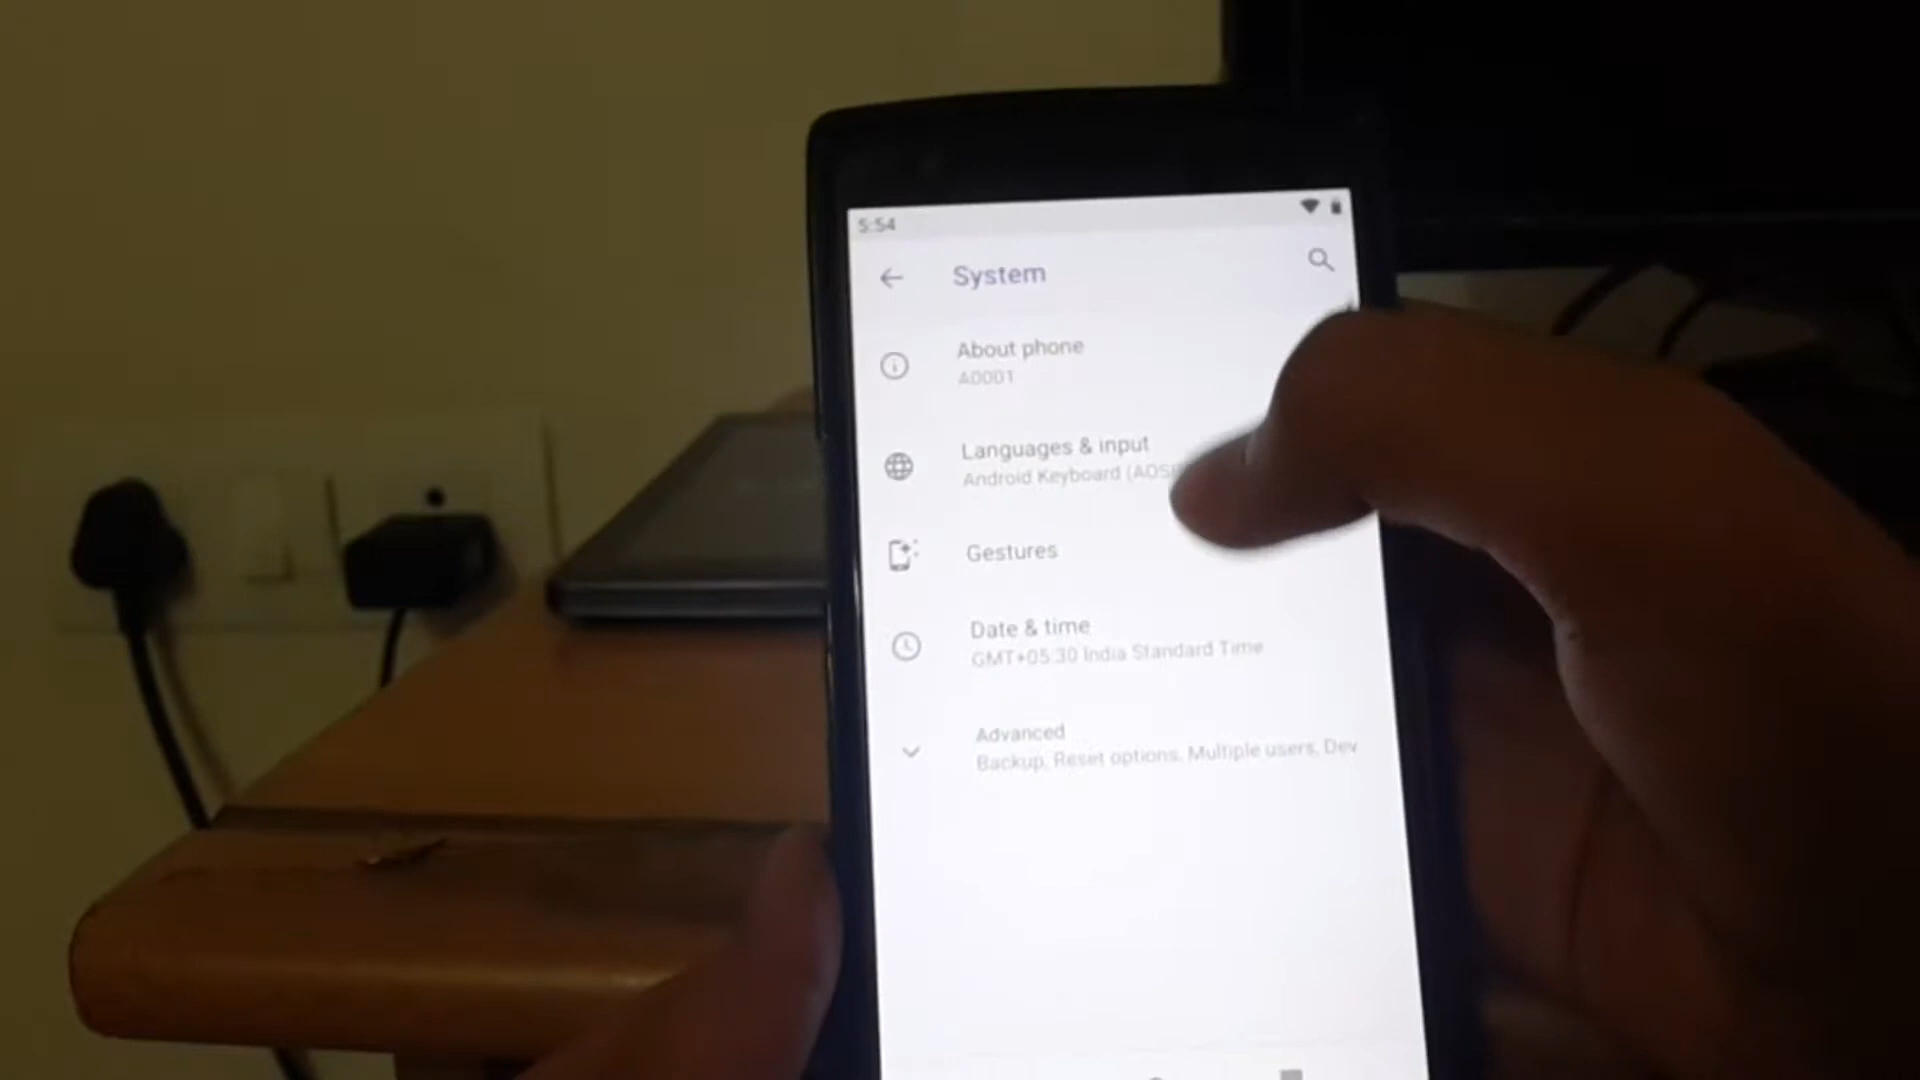 5:54
System
About phone
A0001
Languages & input
Android Keyboard (AOS
Gestures
Date & time
GMT+05:30 India Standard Time
Advanced
Backup, Reset options, Multiple users, Dev